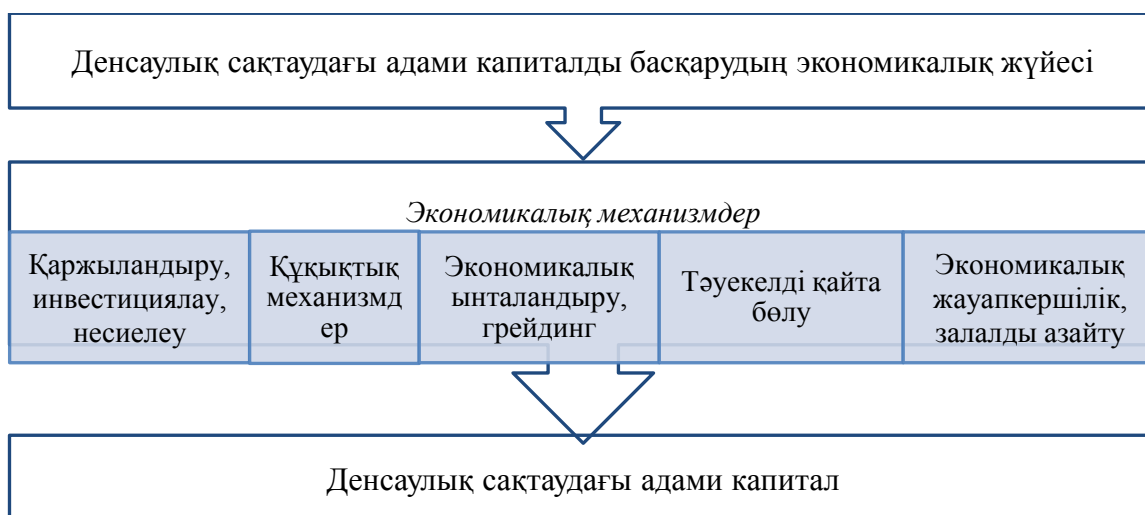 Денсаулық сақтаудағы адами капиталды басқарудың экономикалық жүйесі
Экономикалық механизмдер
Қаржыландыру,
инвестициялау,
несиелеу
Құқықтық
механизмд
ер
Экономикалық
ынталандыру,
грейдинг
Тәуекелді қайта
бөлу
Экономикалық
жауапкершілік,
залалды азайту
Денсаулық сақтаудағы адами капитал